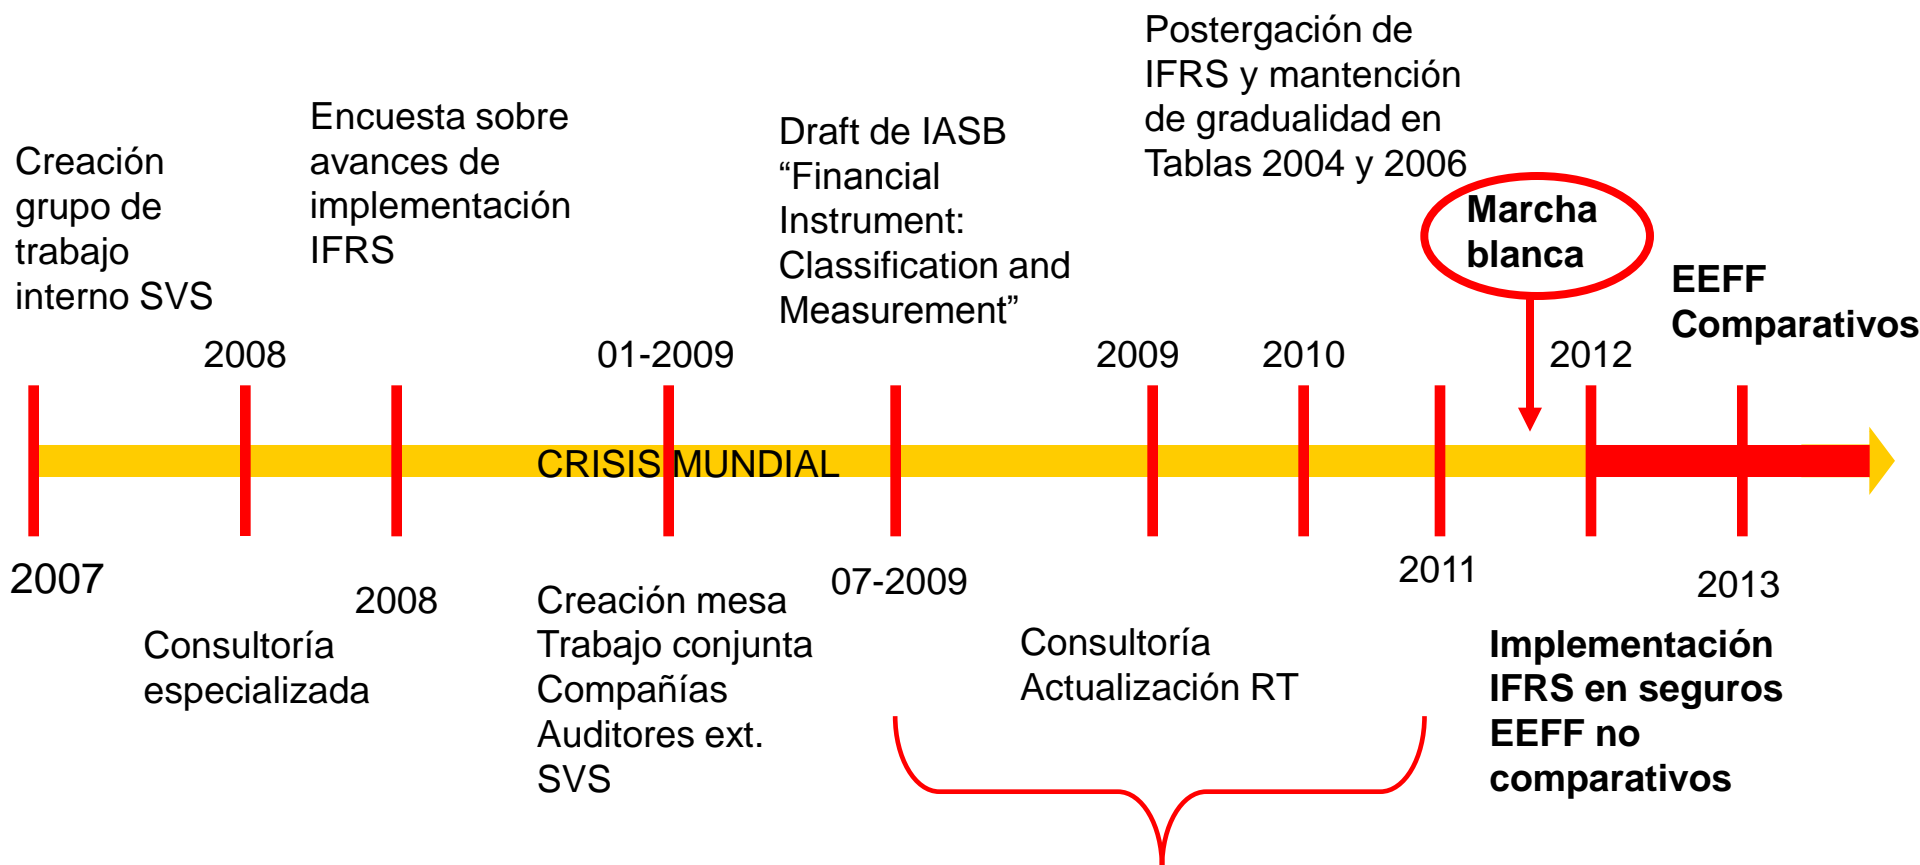 Creación
grupo de
trabajo
interno SVS
Encuesta sobre
avances de
implementación
IFRS
Draft de IASB
“Financial
Instrument:
Classification and
Measurement”
Postergación de
IFRS y mantención
de gradualidad en
Tablas 2004 y 2006
Marcha
blanca
EEFF
Comparativos
2008
01-2009
2009
2010
2012
CRISIS MUNDIAL
2007
2008
07-2009
2011
2013
Consultoría
especializada
Creación mesa
Trabajo conjunta
Compañías
Auditores ext.
SVS
Consultoría
Actualización RT
Implementación
IFRS en seguros
EEFF no
comparativos